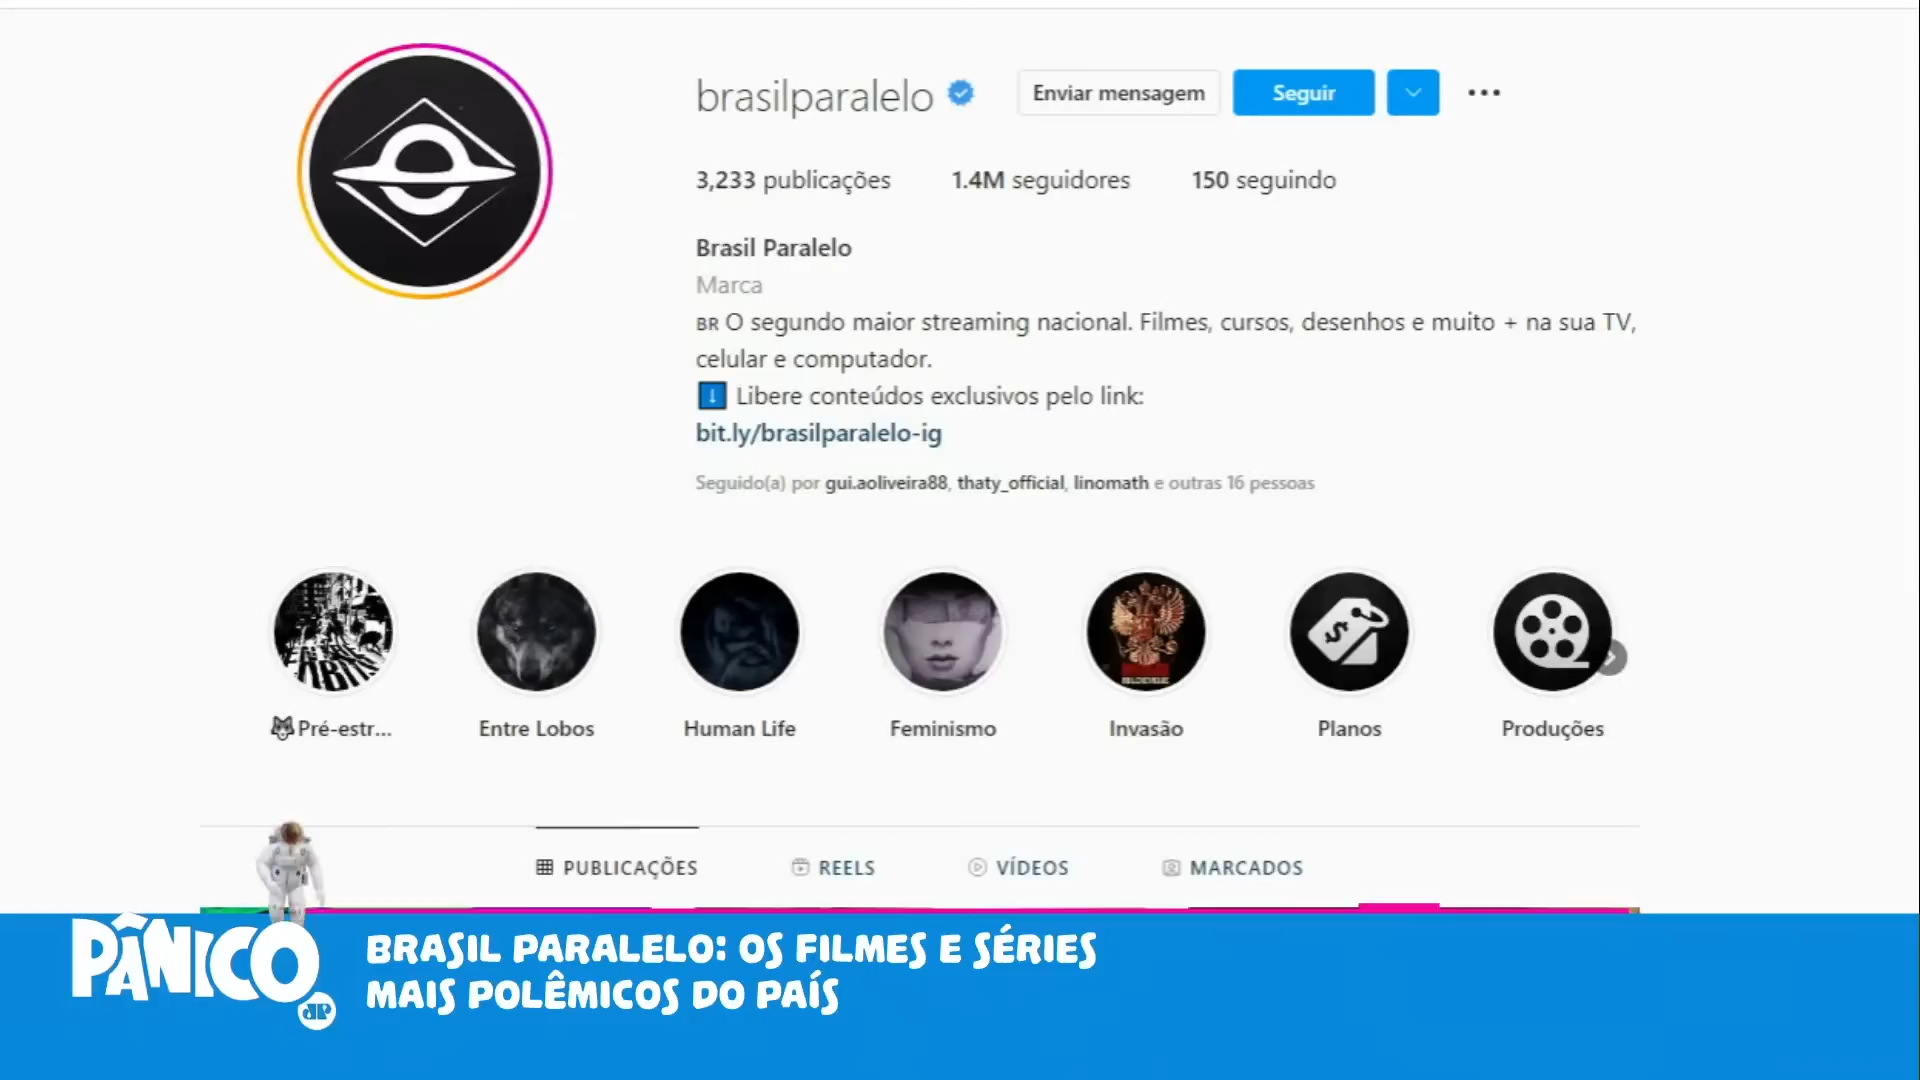 brasilparalelo
Enviar mensagem
Seguir
3,233 publicações
1.4M seguidores
150 seguindo
Brasil Paralelo
Marca
BR O segundo maior streaming nacional. Filmes, cursos, desenhos e muito + na sua TV,
celular e computador.
Libere conteúdos exclusivos pelo link:
bit.ly/brasilparalelo-ig
Seguido(a) por gui.aoliveira88, thaty_official, linomath e outras 16 pessoas
Pré-estr...
Entre Lobos
Human Life
Feminismo
Invasão
Planos
Produções
PUBLICAÇÕES
REELS
VÍDEOS
MARCADOS
PÂNICO
JP
BRASIL PARALELO: OS FILMES E SÉRIES
MAIS POLÊMICOS DO PAÍS